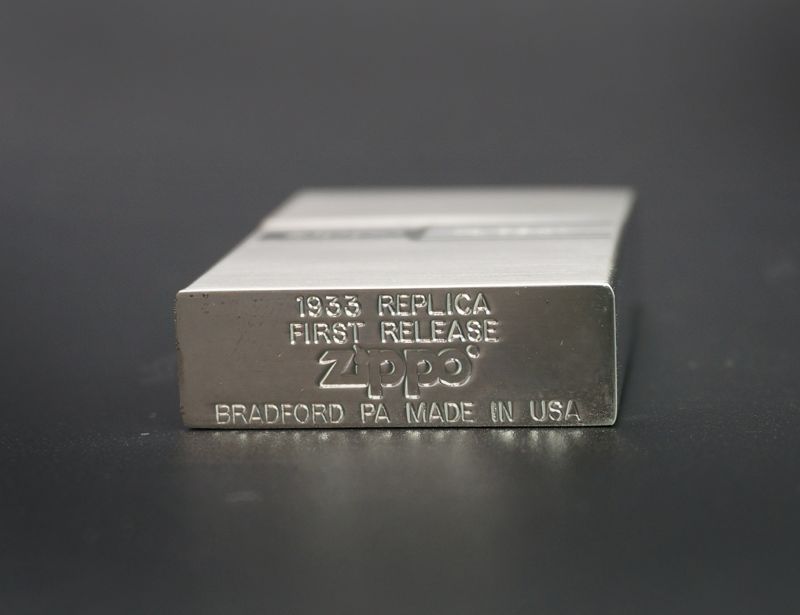 1933 REPLICA
FIRST RELEASE
zippo®
BRADFORD PA MADE IN USA